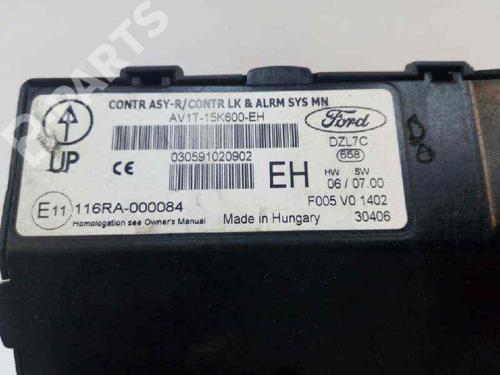 CONTR ASY-R/CONTR LK & ALRM SYS MN
AV1T-15K600-EH
Ford
UP
CE
030591020902
EH
DZL7C
658
HW SW
06 / 07.00
E11 116RA-000084
F005 V0 1402
Homologation see Owner's Manual
Made in Hungary
30406
B PARTS